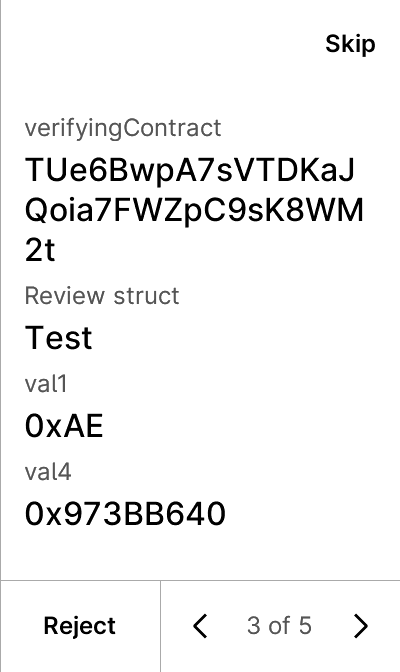 Skip
verifyingContract
TUe6BwpA7sVTDKaJ
Qoia7FWZpC9sK8WM
2t
Review struct
Test
val1
0xAE
val4
0x973BB640
Reject
3 of 5